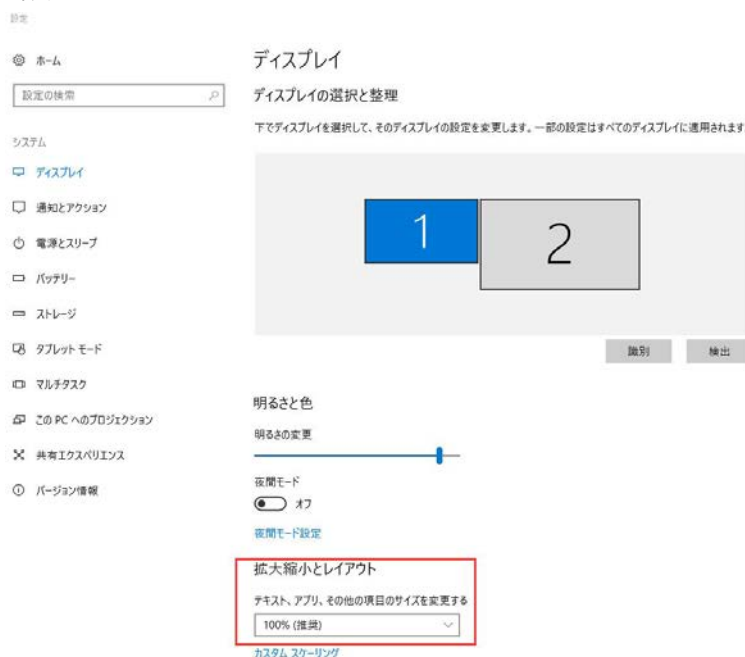 設定
ホーム
設定の検索
システム
ディスプレイ
通知とアクション
電源とスリープ
バッテリー
ストレージ
タブレット モード
マルチタスク
この PC へのプロジェクション
共有エクスペリエンス
バージョン情報
ディスプレイ
ディスプレイの選択と整理
下でディスプレイを選択して、そのディスプレイの設定を変更します。一部の設定はすべてのディスプレイに適用されます
1
2
識別
検出
明るさと色
明るさの変更
夜間モード
オフ
夜間モード設定
拡大縮小とレイアウト
テキスト、アプリ、その他の項目のサイズを変更する
100% (推奨)
カスタム スケーリング